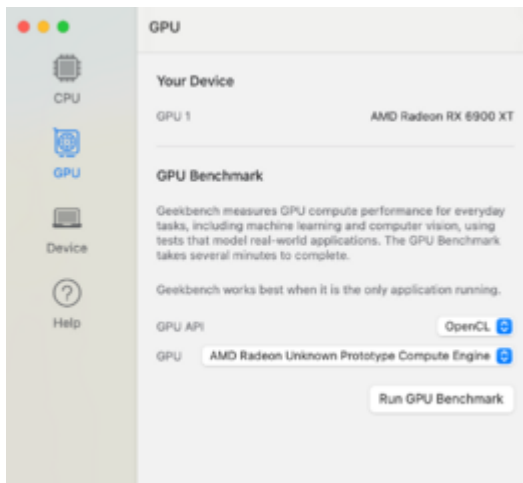 GPU
CPU
GPU
Device
Help
Your Device
GPU 1 AMD Radeon RX 6900 XT
GPU Benchmark
Geekbench measures GPU compute performance for everyday
tasks, including machine learning and computer vision, using
tests that model real-world applications. The GPU Benchmark
takes several minutes to complete.
Geekbench works best when it is the only application running.
GPU API OpenCL
GPU AMD Radeon Unknown Prototype Compute Engine
Run GPU Benchmark